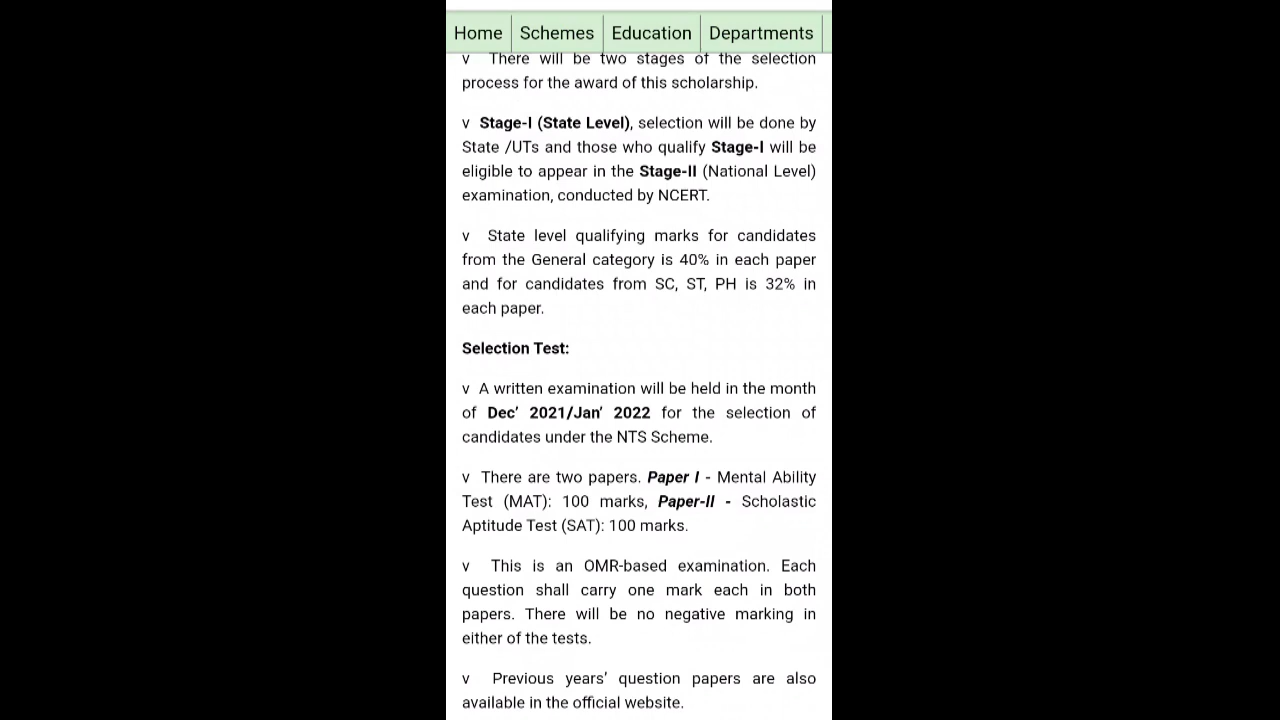 Home Schemes Education Departments
v There will be two stages of the selection
process for the award of this scholarship.
v Stage-I (State Level), selection will be done by
State /UTs and those who qualify Stage-I will be
eligible to appear in the Stage-II (National Level)
examination, conducted by NCERT.
v State level qualifying marks for candidates
from the General category is 40% in each paper
and for candidates from SC, ST, PH is 32% in
each paper.
Selection Test:
v A written examination will be held in the month
of Dec’ 2021/Jan’ 2022 for the selection of
candidates under the NTS Scheme.
v There are two papers. Paper I - Mental Ability
Test (MAT): 100 marks, Paper-II - Scholastic
Aptitude Test (SAT): 100 marks.
v This is an OMR-based examination. Each
question shall carry one mark each in both
papers. There will be no negative marking in
either of the tests.
v Previous years’ question papers are also
available in the official website.